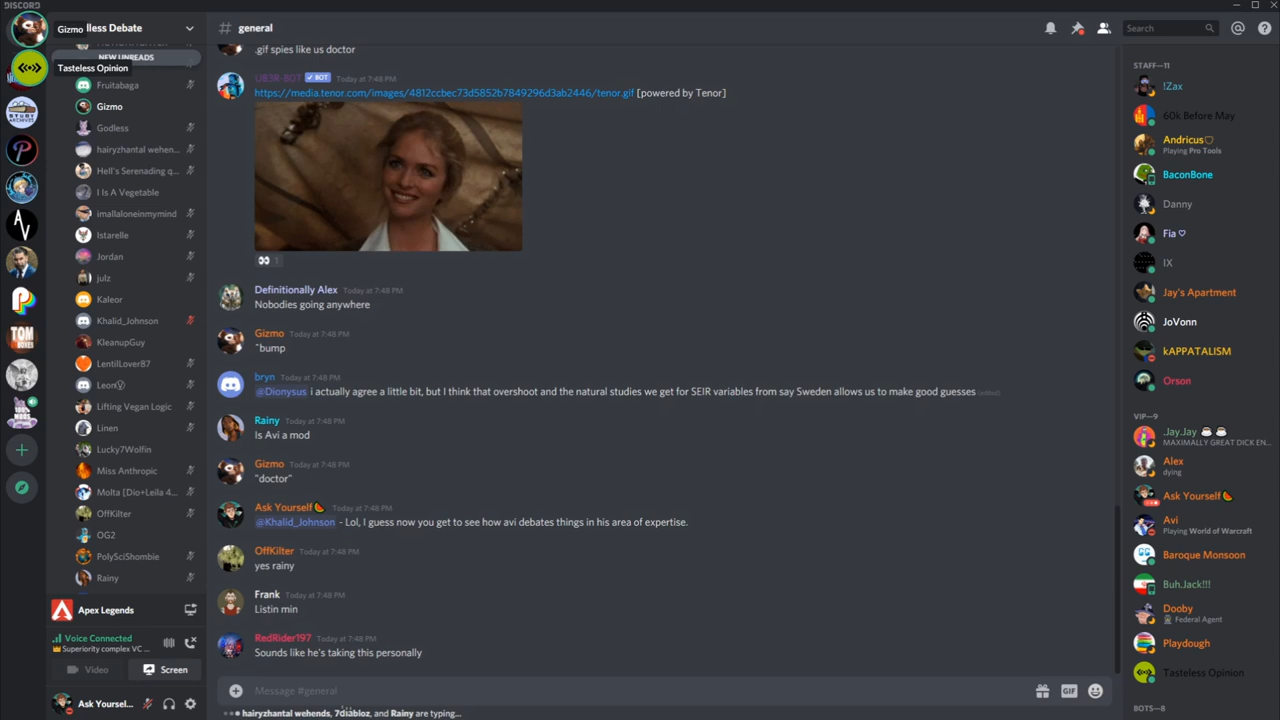 DISCORD
Gizmo
lless Debate
# general
Search
NEW UNREADS
Tasteless Opinion
Fruitabaga
Gizmo
Godless
hairyzhantal wehen...
Hell's Serenading q...
I Is A Vegetable
imallaloneinmymind
Istarelle
Jordan
julz
Kaleor
Khalid_Johnson
KleanupGuy
LentilLover87
Leon
Lifting Vegan Logic
Linen
Lucky7Wolfin
Miss Anthropic
Molta [Dio+Leila 4...
OffKilter
OG2
PolySciShombie
Rainy
Apex Legends
Voice Connected
Superiority complex VC ...
Video
Screen
Ask Yoursel...
.gif spies like us doctor
UB3R-B0T ✓ BOT Today at 7:48 PM
https://media.tenor.com/images/4812ccbec73d5852b7849296d3ab2446/tenor.gif [powered by Tenor]
👀 1
Definitionally Alex Today at 7:48 PM
Nobodies going anywhere
Gizmo Today at 7:48 PM
^bump
bryn Today at 7:48 PM
@Dionysus i actually agree a little bit, but I think that overshoot and the natural studies we get for SEIR variables from say Sweden allows us to make good guesses (edited)
Rainy Today at 7:48 PM
Is Avi a mod
Gizmo Today at 7:48 PM
"doctor"
Ask Yourself🍉 Today at 7:48 PM
@Khalid_Johnson - Lol, I guess now you get to see how avi debates things in his area of expertise.
OffKilter Today at 7:48 PM
yes rainy
Frank Today at 7:48 PM
Listin min
RedRider197 Today at 7:48 PM
Sounds like he's taking this personally
Message #general
GIF
hairyzhantal wehends, 7diabloz, and Rainy are typing...
STAFF—11
!Zax
60k Before May
Andricus♡
Playing Pro Tools
BaconBone
Danny
Fia ♡
IX
Jay's Apartment
JoVonn
kAPPATALISM
Orson
VIP—9
.Jay.Jay ☕ ☕
MAXIMALLY GREAT DICK EN...
Alex
dying
Ask Yourself🍉
Avi
Playing World of Warcraft
Baroque Monsoon
Buh.Jack!!!
Dooby
Federal Agent
Playdough
Tasteless Opinion
BOTS—8